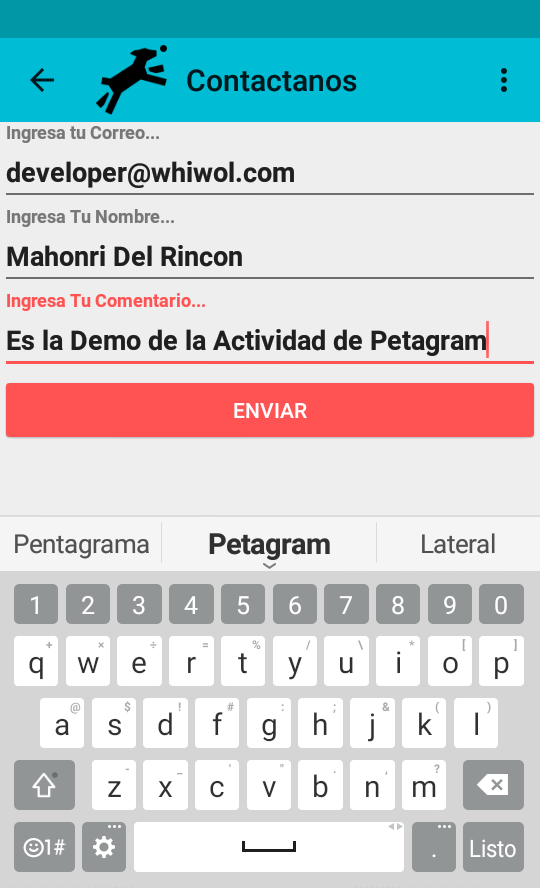 Contactanos
Ingresa tu Correo...
developer@whiwol.com
Ingresa Tu Nombre...
Mahonri Del Rincon
Ingresa Tu Comentario...
Es la Demo de la Actividad de Petagram
ENVIAR
Pentagrama Petagram Lateral
1 2 3 4 5 6 7 8 9 0
+ × ÷ = % / \ * [ ]
q w e r t y u i o p
@ $ ! # : ; & ( )
a s d f g h j k l
- _ ' " . , ?
z x c v b n m
1# . Listo